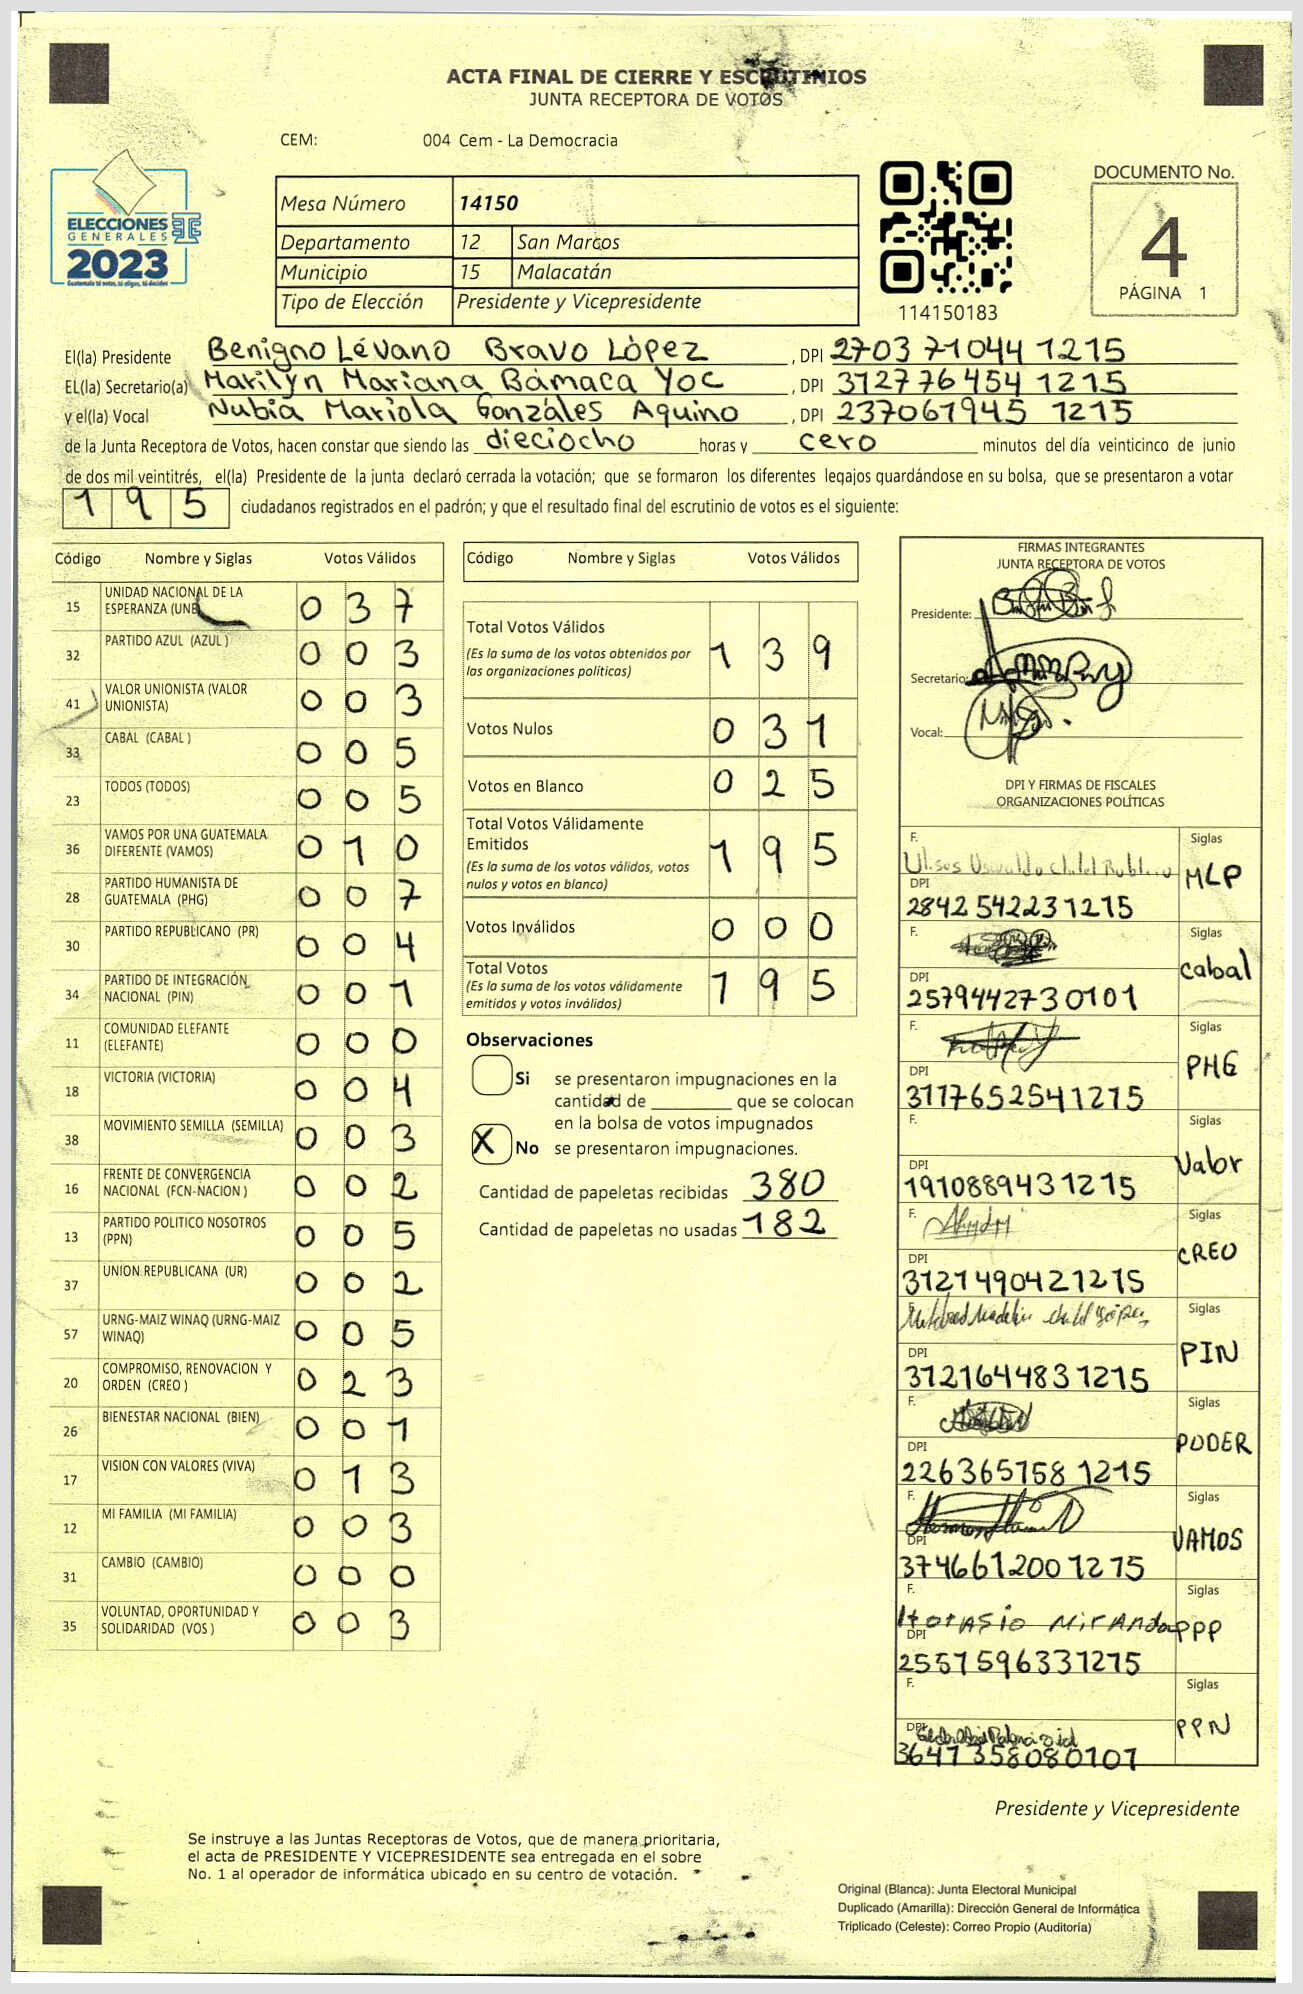 ACTA FINAL DE CIERRE Y ESCRUTINIOS
JUNTA RECEPTORA DE VOTOS
CEM: 004 Cem - La Democracia
ELECCIONES
GENERALES
2023
Guatemala tú votas, tú eliges, tú decides
Mesa Número 14150
Departamento 12 San Marcos
Municipio 15 Malacatán
Tipo de Elección Presidente y Vicepresidente
114150183
DOCUMENTO No.
4
PÁGINA 1
El(la) Presidente Benigno Lévano Bravo López, DPI 2703 71044 1215
EL(la) Secretario(a) Marilyn Mariana Bámaca Yoc, DPI 312776454 1215
y el(la) Vocal Nubia Mariola Gonzáles Aquino, DPI 237061945 1215
de la Junta Receptora de Votos, hacen constar que siendo las dieciocho horas y cero minutos del día veinticinco de junio
de dos mil veintitrés, el(la) Presidente de la junta declaró cerrada la votación; que se formaron los diferentes legajos guardándose en su bolsa, que se presentaron a votar
195 ciudadanos registrados en el padrón; y que el resultado final del escrutinio de votos es el siguiente:
Código Nombre y Siglas Votos Válidos
15 UNIDAD NACIONAL DE LA ESPERANZA (UNE 0 3 7
32 PARTIDO AZUL (AZUL ) 0 0 3
41 VALOR UNIONISTA (VALOR UNIONISTA) 0 0 3
33 CABAL (CABAL ) 0 0 5
23 TODOS (TODOS) 0 0 5
36 VAMOS POR UNA GUATEMALA DIFERENTE (VAMOS) 0 1 0
28 PARTIDO HUMANISTA DE GUATEMALA (PHG) 0 0 7
30 PARTIDO REPUBLICANO (PR) 0 0 4
34 PARTIDO DE INTEGRACIÓN NACIONAL (PIN) 0 0 1
11 COMUNIDAD ELEFANTE (ELEFANTE) 0 0 0
18 VICTORIA (VICTORIA) 0 0 4
38 MOVIMIENTO SEMILLA (SEMILLA) 0 0 3
16 FRENTE DE CONVERGENCIA NACIONAL (FCN-NACION ) 0 0 2
13 PARTIDO POLITICO NOSOTROS (PPN) 0 0 5
37 UNION REPUBLICANA (UR) 0 0 2
57 URNG-MAIZ WINAQ (URNG-MAIZ WINAQ) 0 0 5
20 COMPROMISO, RENOVACION Y ORDEN (CREO ) 0 2 3
26 BIENESTAR NACIONAL (BIEN) 0 0 1
17 VISION CON VALORES (VIVA) 0 1 3
12 MI FAMILIA (MI FAMILIA) 0 0 3
31 CAMBIO (CAMBIO) 0 0 0
35 VOLUNTAD, OPORTUNIDAD Y SOLIDARIDAD (VOS ) 0 0 3
Código Nombre y Siglas Votos Válidos
Total Votos Válidos 1 3 9
(Es la suma de los votos obtenidos por
las organizaciones políticas)
Votos Nulos 0 3 1
Votos en Blanco 0 2 5
Total Votos Válidamente
Emitidos 1 9 5
(Es la suma de los votos válidos, votos
nulos y votos en blanco)
Votos Inválidos 0 0 0
Total Votos 1 9 5
(Es la suma de los votos válidamente
emitidos y votos inválidos)
Observaciones
Si se presentaron impugnaciones en la
cantidad de ________ que se colocan
en la bolsa de votos impugnados
X No se presentaron impugnaciones.
Cantidad de papeletas recibidas 380
Cantidad de papeletas no usadas 182
FIRMAS INTEGRANTES
JUNTA RECEPTORA DE VOTOS
Presidente:
Secretario:
Vocal:
DPI Y FIRMAS DE FISCALES
ORGANIZACIONES POLÍTICAS
F. Siglas
MLP
DPI
2842542231215
F. Siglas
cabal
DPI
2579442730101
F. Siglas
PHG
DPI
3117652541215
F. Siglas
Valor
DPI
1910889431215
F. Siglas
CREO
DPI
3121490421215
F. Siglas
PIN
DPI
3121644831215
F. Siglas
PODER
DPI
2263651581215
F. Siglas
VAMOS
DPI
3746612001215
F. Horasio Miranda Siglas
PPP
DPI
2551596331215
F. Siglas
PPN
DPI
3647358080101
Presidente y Vicepresidente
Se instruye a las Juntas Receptoras de Votos, que de manera prioritaria,
el acta de PRESIDENTE Y VICEPRESIDENTE sea entregada en el sobre
No. 1 al operador de informática ubicado en su centro de votación.
Original (Blanca): Junta Electoral Municipal
Duplicado (Amarilla): Dirección General de Informática
Triplicado (Celeste): Correo Propio (Auditoría)